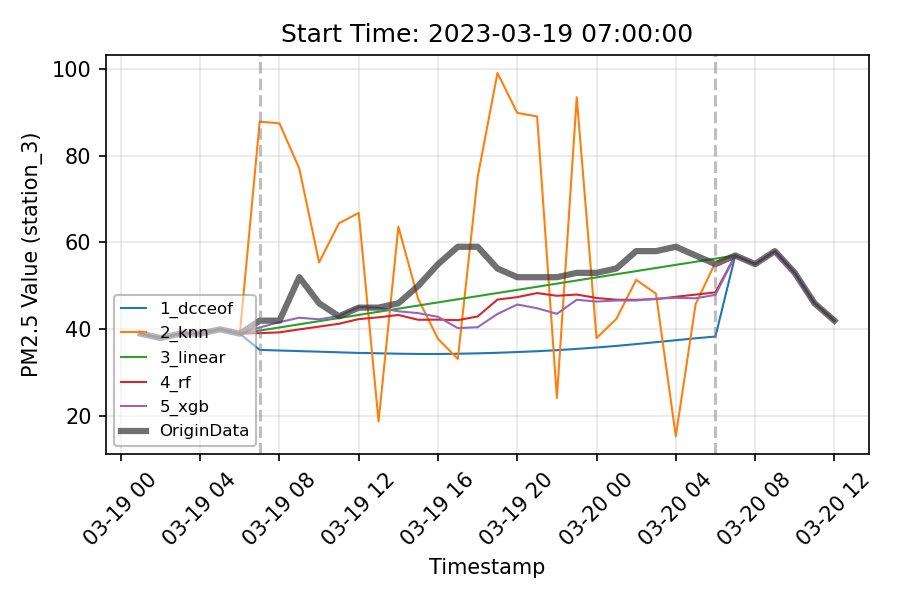 Start Time: 2023-03-19 07:00:00
PM2.5 Value (station_3)
100
80
60
40
20
1_dcceof
2_knn
3_linear
4_rf
5_xgb
OriginData
03-19 00
03-19 04
03-19 08
03-19 12
03-19 16
03-19 20
03-20 00
03-20 04
03-20 08
03-20 12
Timestamp